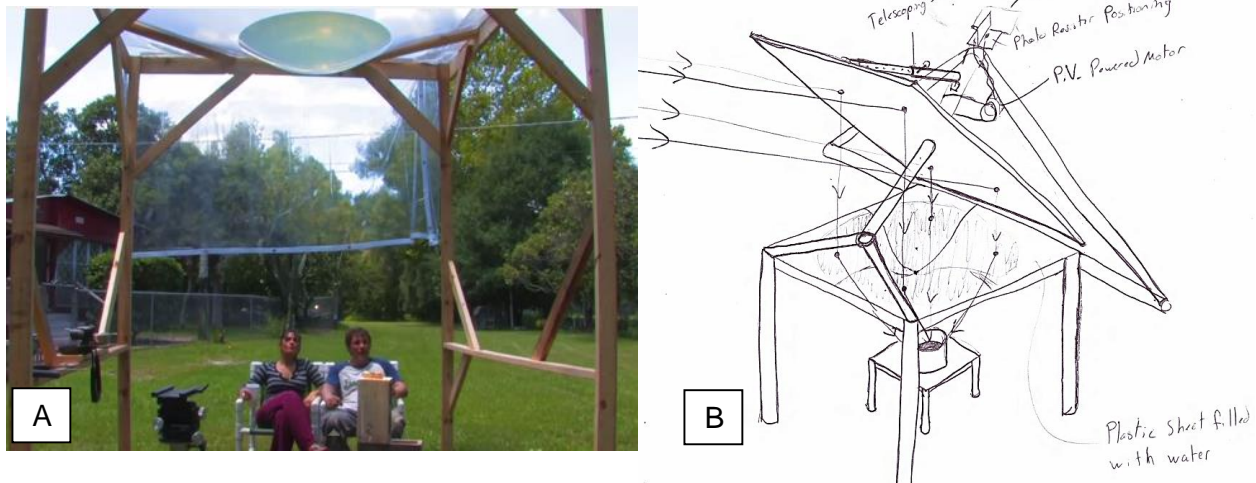 A
Telescoping
Photo Resistor Positioning
P.V. Powered Motor
B
Plastic Sheet filled
with water